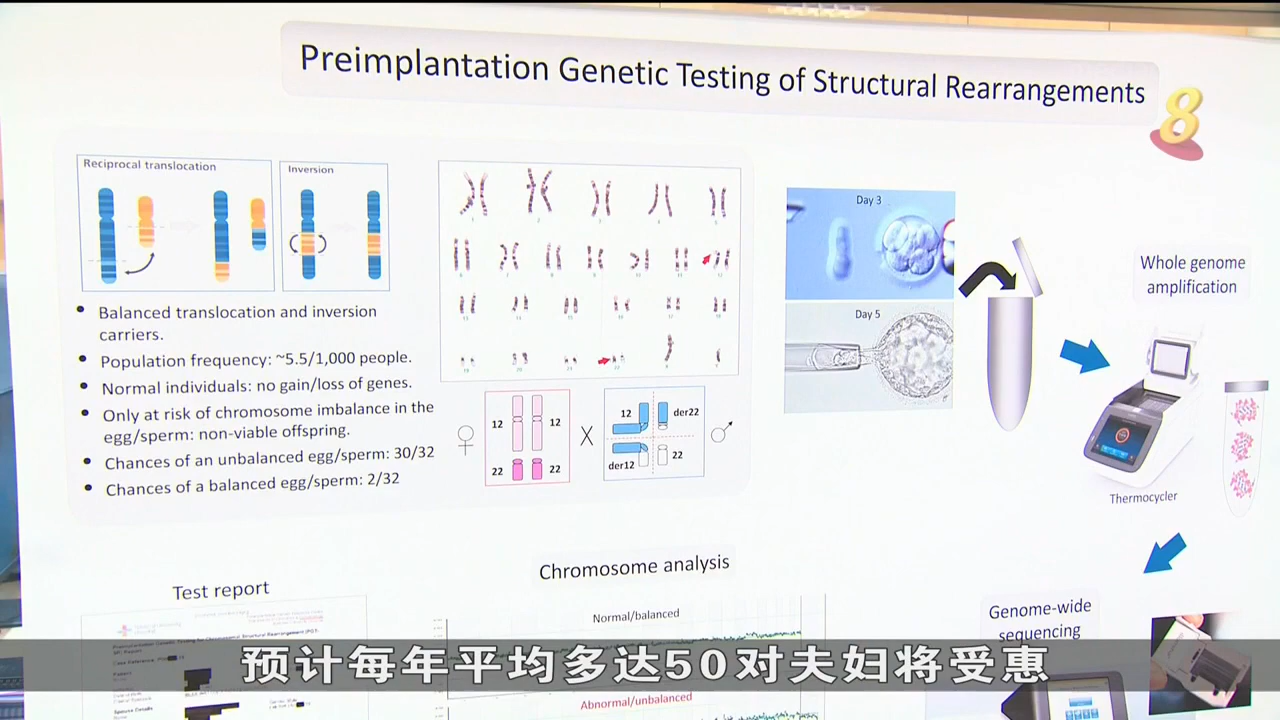 Preimplantation Genetic Testing of Structural Rearrangements
8
Reciprocal translocation
Inversion
• Balanced translocation and inversion
carriers.
• Population frequency: ~5.5/1,000 people.
• Normal individuals: no gain/loss of genes.
• Only at risk of chromosome imbalance in the
egg/sperm: non-viable offspring.
• Chances of an unbalanced egg/sperm: 30/32
• Chances of a balanced egg/sperm: 2/32
12
12
22
22
♀
X
12
der22
der12
22
♂
Day 3
Day 5
Whole genome
amplification
Thermocycler
Genome-wide
sequencing
Test report
Chromosome analysis
Normal/balanced
Abnormal/unbalanced
预计每年平均多达50对夫妇将受惠